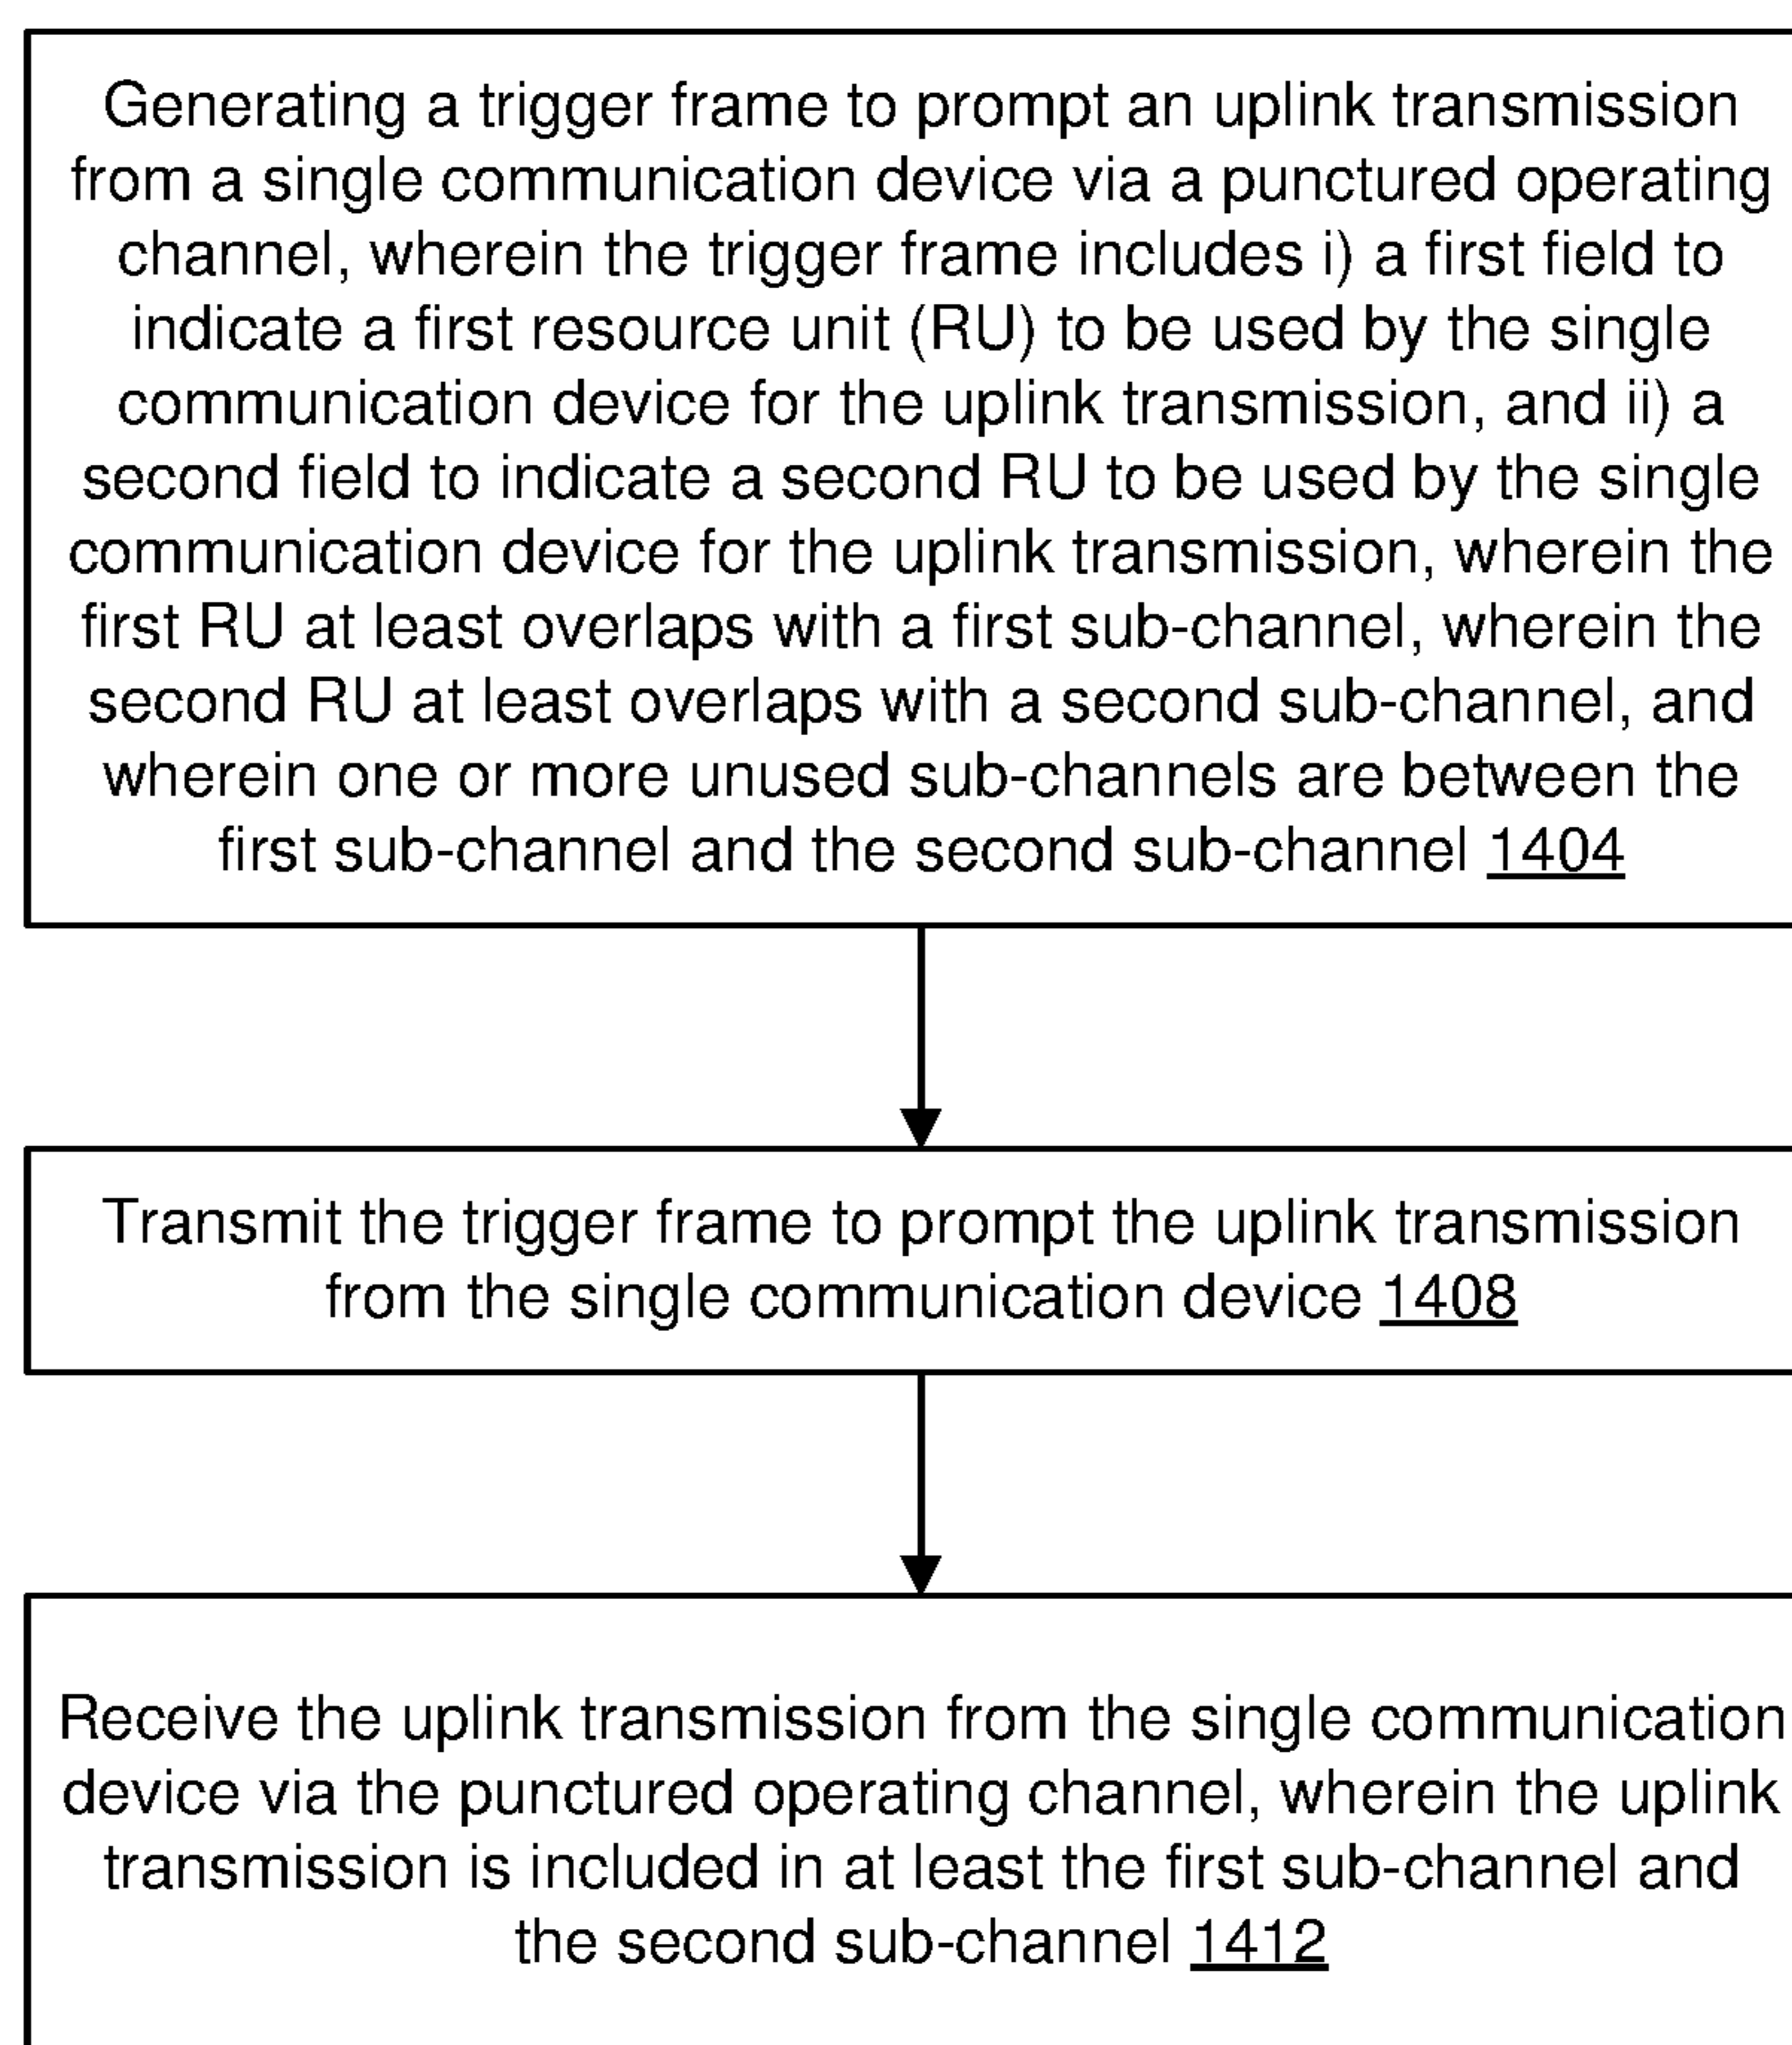 Generating a trigger frame to prompt an uplink transmission
from a single communication device via a punctured operating
channel, wherein the trigger frame includes i) a first field to
indicate a first resource unit (RU) to be used by the single
communication device for the uplink transmission, and ii) a
second field to indicate a second RU to be used by the single
communication device for the uplink transmission, wherein the
first RU at least overlaps with a first sub-channel, wherein the
second RU at least overlaps with a second sub-channel, and
wherein one or more unused sub-channels are between the
first sub-channel and the second sub-channel 1404
Transmit the trigger frame to prompt the uplink transmission
from the single communication device 1408
Receive the uplink transmission from the single communication
device via the punctured operating channel, wherein the uplink
transmission is included in at least the first sub-channel and
the second sub-channel 1412